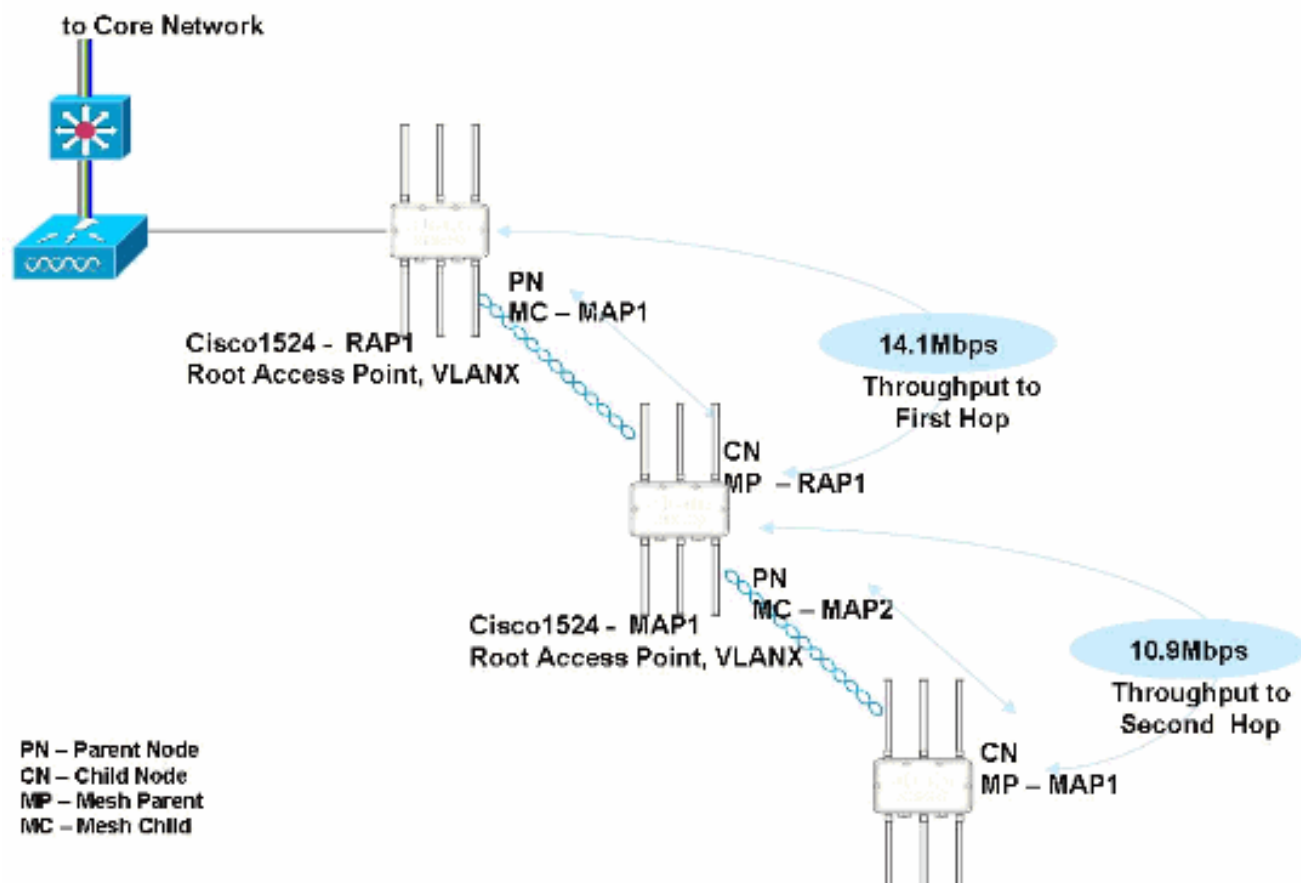 to Core Network
PN
MC – MAP1
Cisco1524 - RAP1
Root Access Point, VLANX
14.1Mbps
Throughput to
First Hop
CN
MP – RAP1
PN
MC – MAP2
Cisco1524 - MAP1
Root Access Point, VLANX
10.9Mbps
Throughput to
Second Hop
CN
MP – MAP1
PN – Parent Node
CN – Child Node
MP – Mesh Parent
MC – Mesh Child